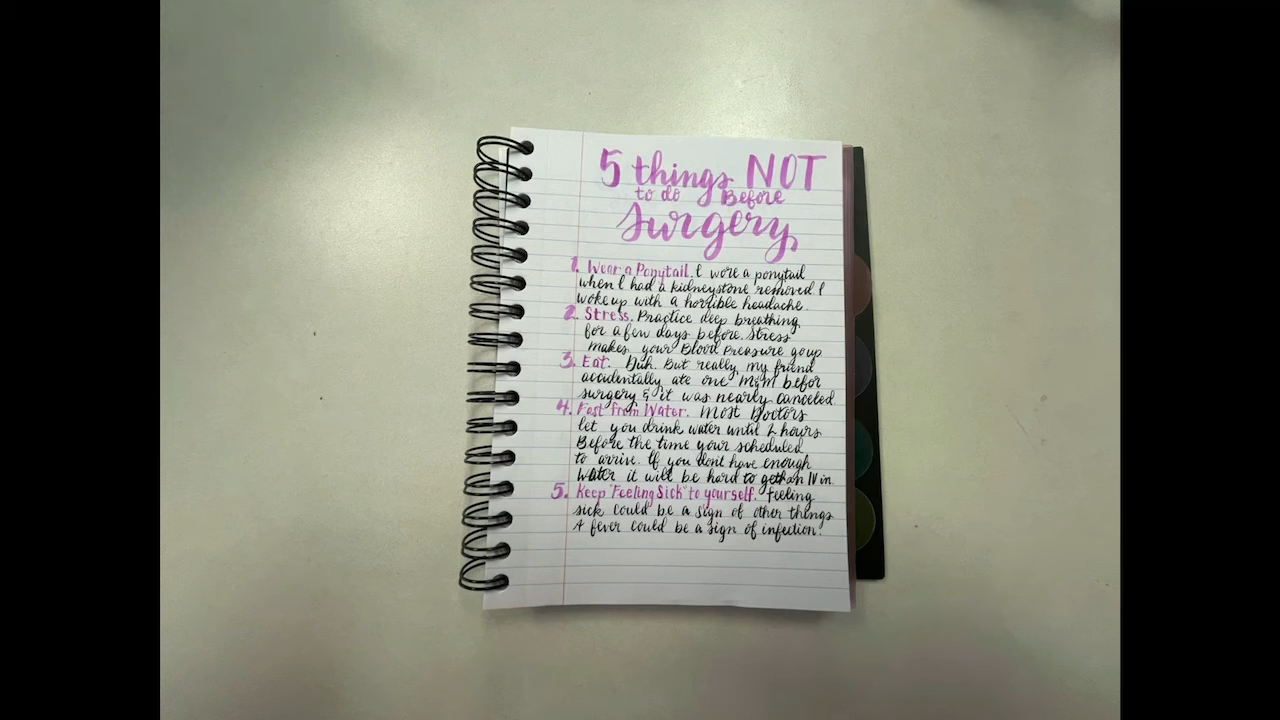 5 things NOT
to do Before
Surgery
1. Wear a Ponytail. I wore a ponytail
when I had a kidneystone removed I
woke up with a horrible headache.
2. Stress. Practice deep breathing
for a few days before. Stress
makes your Blood Preasure go up
3. Eat. Duh. But really, my friend
accidentally ate one M&M befor
surgery & it was nearly canceled
4. Fast from Water. Most Doctors
let you drink water until 2 hours
Before the time your scheduled
to arrive. If you don't have enough
water it will be hard to get an IV in.
5. Keep "Feeling Sick" to yourself. Feeling
sick could be a sign of other things
A fever could be a sign of infection!